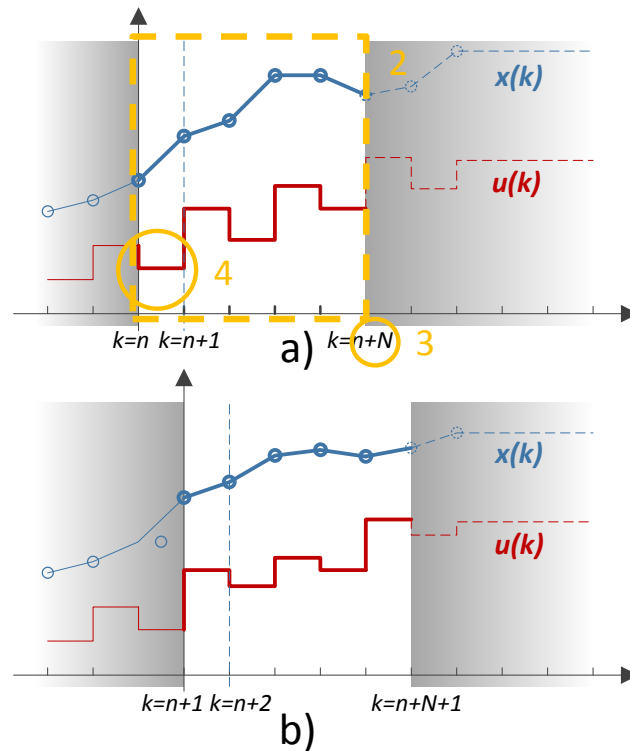 2
x(k)
u(k)
4
k=n k=n+1 k=n+N 3
a)
x(k)
u(k)
k=n+1 k=n+2 k=n+N+1
b)